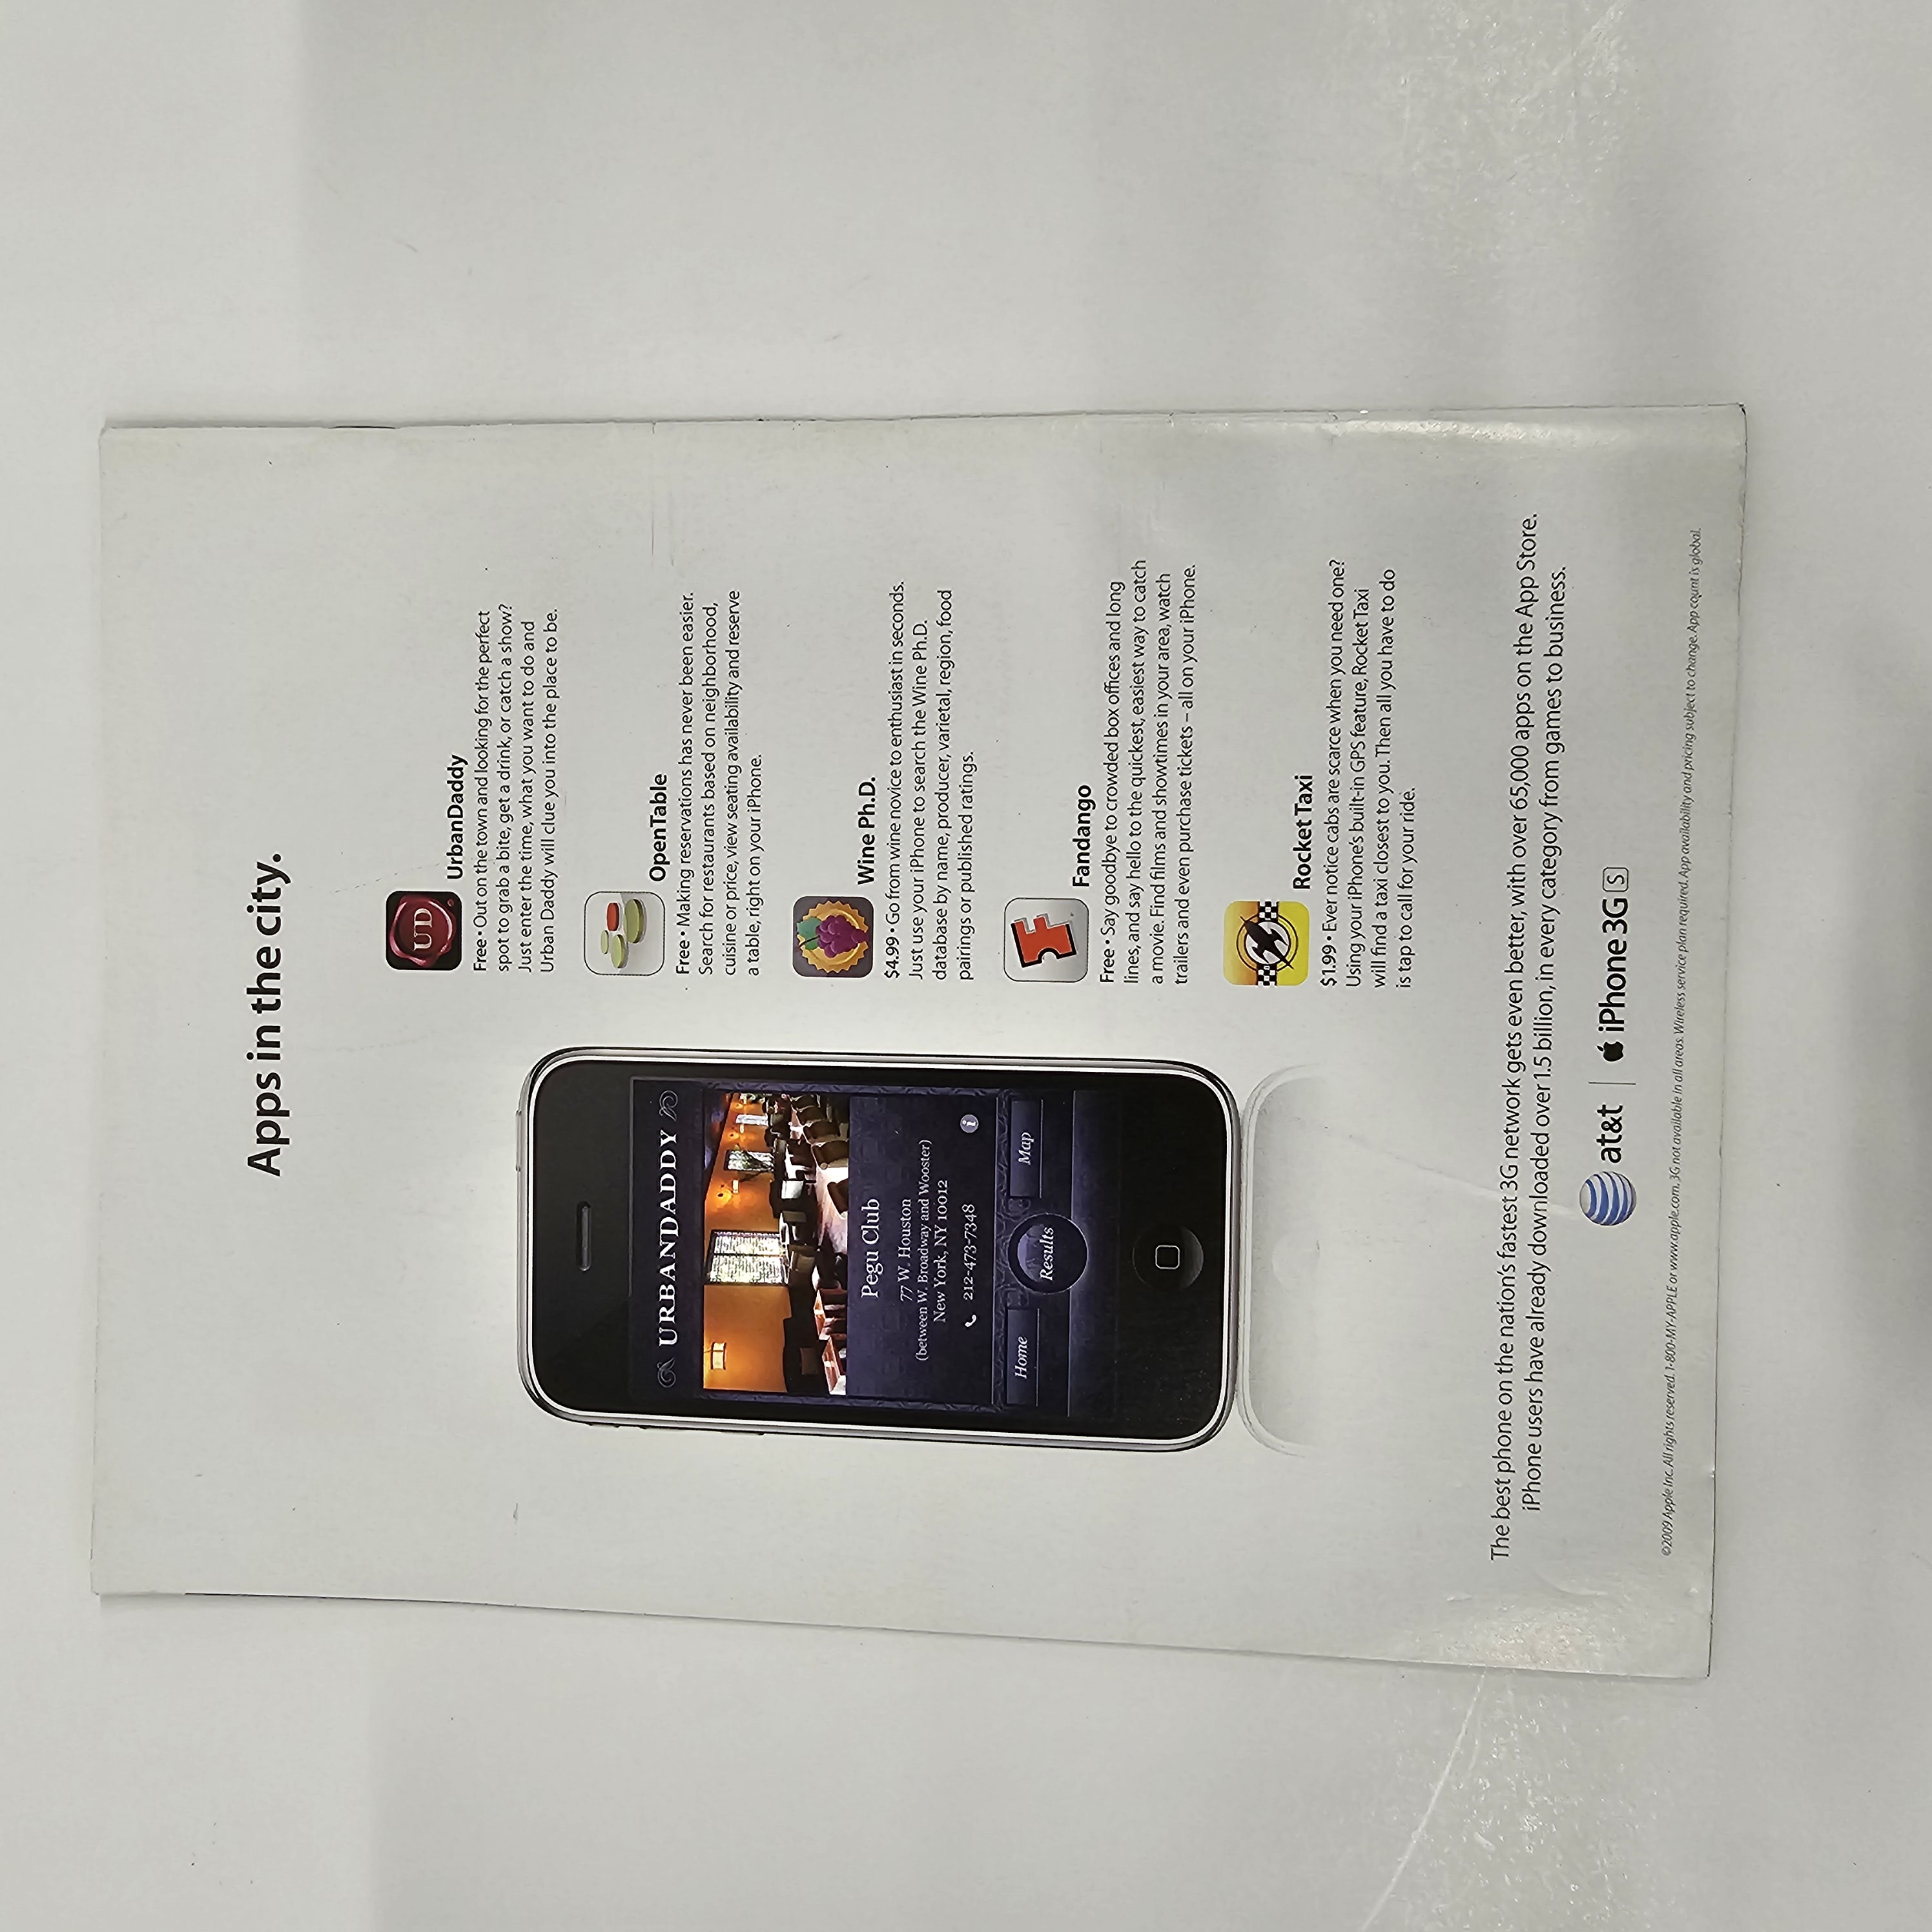 Apps in the city.
URBANDADDY
Pegu Club
77 W. Houston
(between W. Broadway and Wooster)
New York, NY 10012
212-473-7348
i
Home
Results
Map
UD
UrbanDaddy
Free • Out on the town and looking for the perfect
spot to grab a bite, get a drink, or catch a show?
Just enter the time, what you want to do and
Urban Daddy will clue you into the place to be.
OpenTable
Free • Making reservations has never been easier.
Search for restaurants based on neighborhood,
cuisine or price, view seating availability and reserve
a table, right on your iPhone.
Wine Ph.D.
$4.99 • Go from wine novice to enthusiast in seconds.
Just use your iPhone to search the Wine Ph.D.
database by name, producer, varietal, region, food
pairings or published ratings.
F
Fandango
Free • Say goodbye to crowded box offices and long
lines, and say hello to the quickest, easiest way to catch
a movie. Find films and showtimes in your area, watch
trailers and even purchase tickets – all on your iPhone.
Rocket Taxi
$1.99 • Ever notice cabs are scarce when you need one?
Using your iPhone's built-in GPS feature, Rocket Taxi
will find a taxi closest to you. Then all you have to do
is tap to call for your ride.
The best phone on the nation's fastest 3G network gets even better, with over 65,000 apps on the App Store.
iPhone users have already downloaded over 1.5 billion, in every category from games to business.
at&t | iPhone 3G S
©2009 Apple Inc. All rights reserved. 1-800-MY-APPLE or www.apple.com. 3G not available in all areas. Wireless service plan required. App availability and pricing subject to change. App count is global.